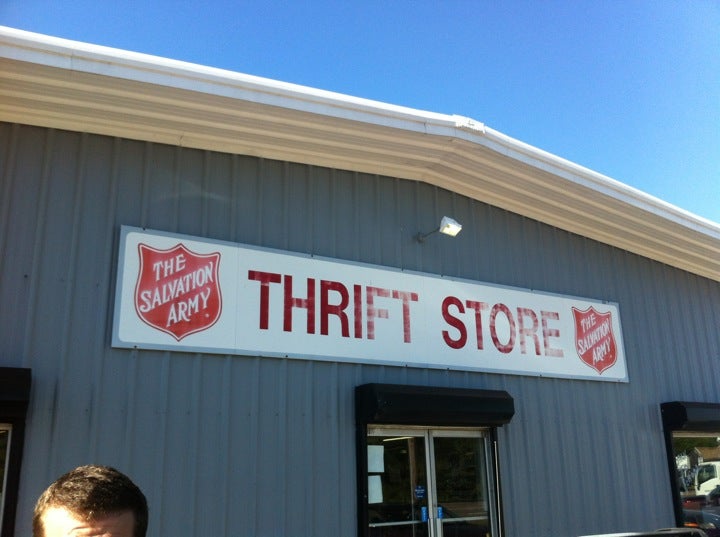 THE
SALVATION
ARMY
THRIFT STORE
THE
SALVATION
ARMY